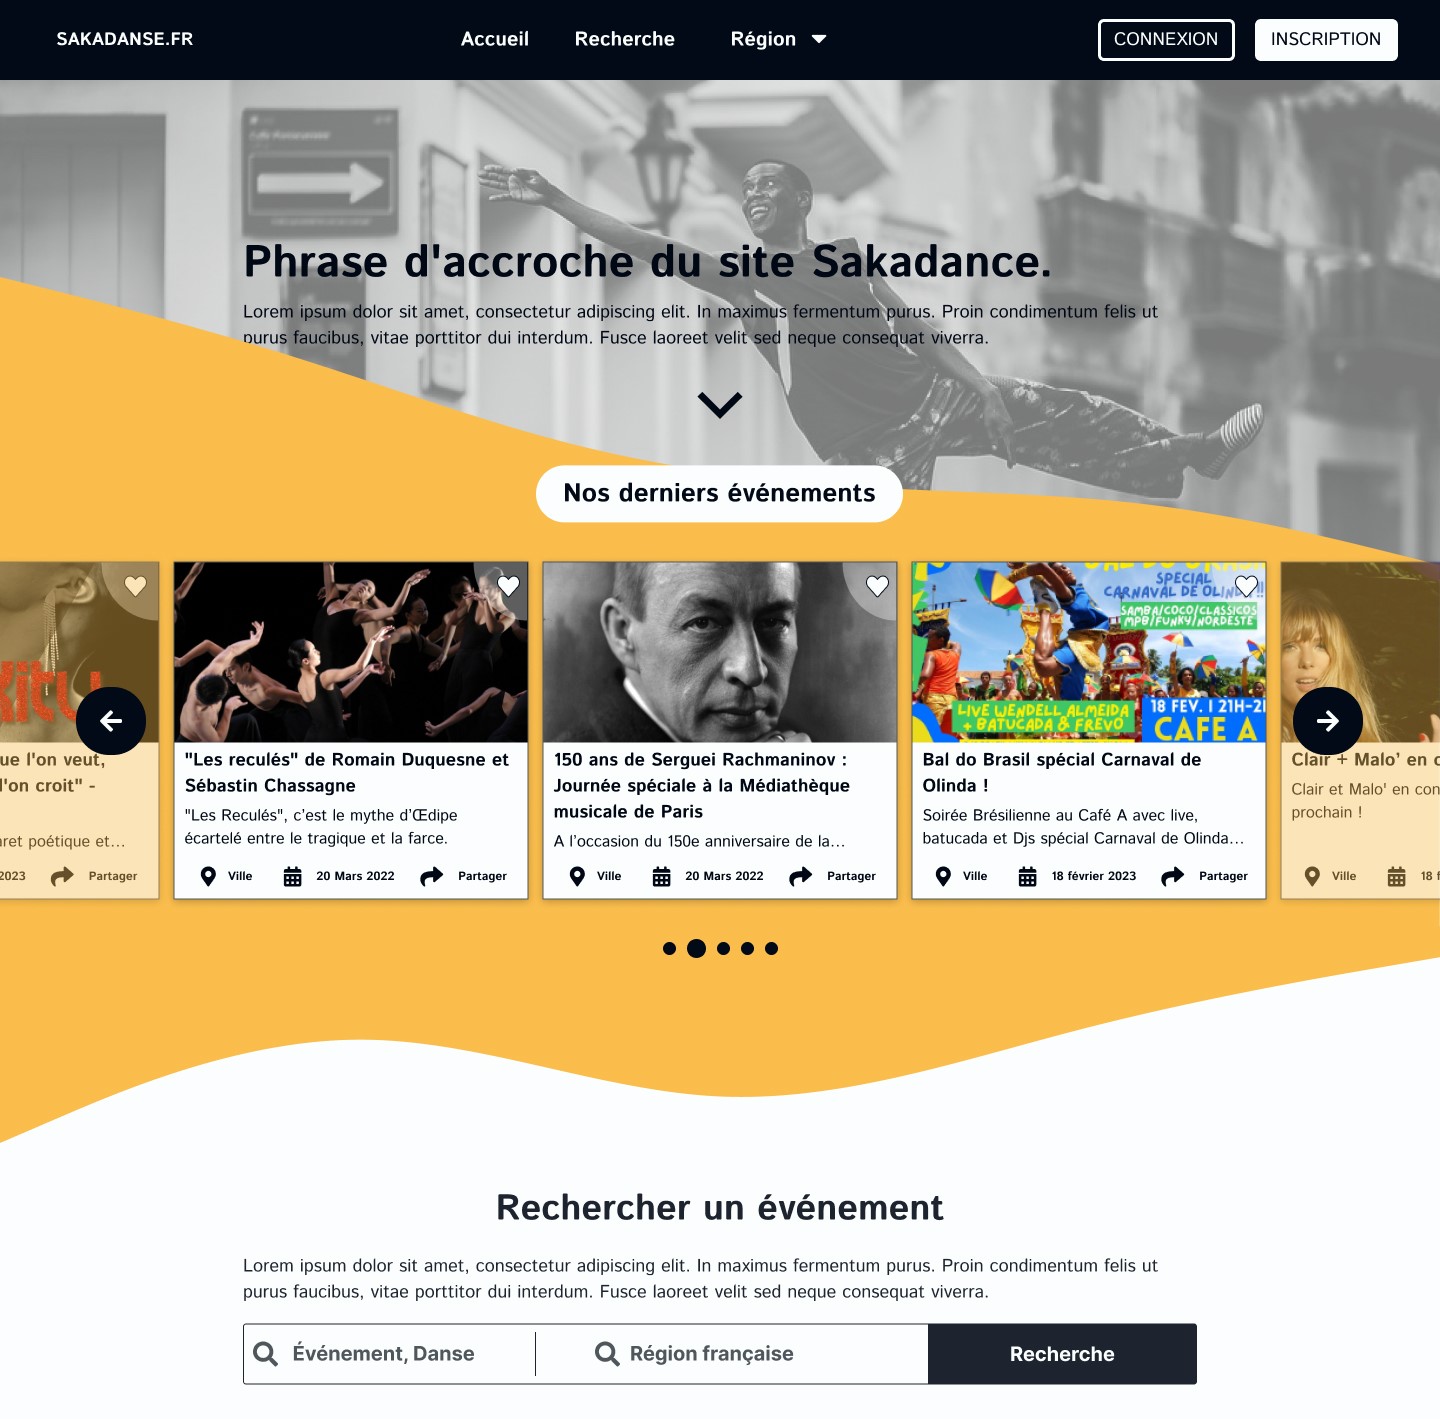 SAKADANSE.FR
Accueil
Recherche
Région
CONNEXION
INSCRIPTION
Phrase d'accroche du site Sakadance.
Lorem ipsum dolor sit amet, consectetur adipiscing elit. In maximus fermentum purus. Proin condimentum felis ut
purus faucibus, vitae porttitor dui interdum. Fusce laoreet velit sed neque consequat viverra.
Nos derniers événements
ue l'on veut,
l'on croit" -
ret poétique et...
2023
Partager
"Les reculés" de Romain Duquesne et
Sébastin Chassagne
"Les Reculés", c’est le mythe d’Œdipe
écartelé entre le tragique et la farce.
Ville
20 Mars 2022
Partager
150 ans de Serguei Rachmaninov :
Journée spéciale à la Médiathèque
musicale de Paris
A l’occasion du 150e anniversaire de la...
Ville
20 Mars 2022
Partager
SPECIAL
CARNAVAL DE OLINDA!!
SAMBA/COCO/CLASSICOS
MPB/FUNKY/NORDESTE
LIVE WENDELL ALMEIDA
+ BATUCADA & FREVO
18 FEV. I 21H-2
CAFE A
Bal do Brasil spécial Carnaval de
Olinda !
Soirée Brésilienne au Café A avec live,
batucada et Djs spécial Carnaval de Olinda...
Ville
18 février 2023
Partager
Clair + Malo’ en c
Clair et Malo' en con
prochain !
Ville
18 f
Rechercher un événement
Lorem ipsum dolor sit amet, consectetur adipiscing elit. In maximus fermentum purus. Proin condimentum felis ut
purus faucibus, vitae porttitor dui interdum. Fusce laoreet velit sed neque consequat viverra.
Événement, Danse
Région française
Recherche